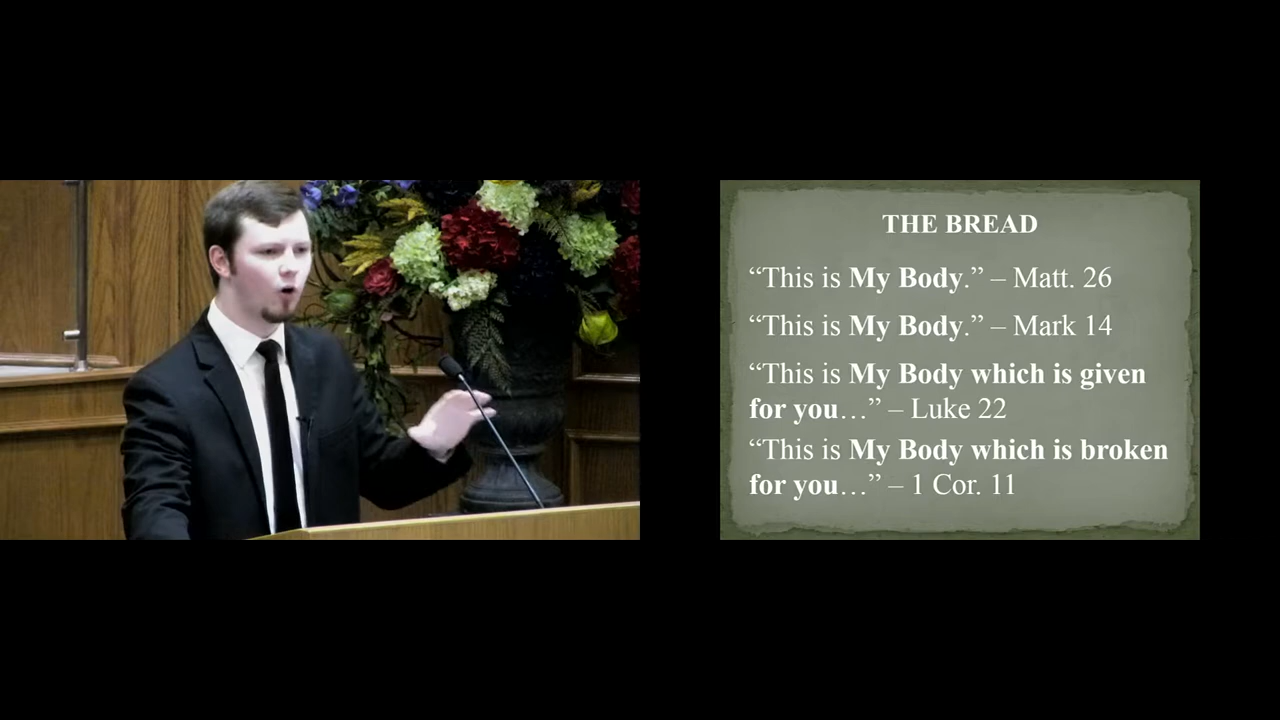 THE BREAD
“This is My Body.” – Matt. 26
“This is My Body.” – Mark 14
“This is My Body which is given
for you…” – Luke 22
“This is My Body which is broken
for you…” – 1 Cor. 11